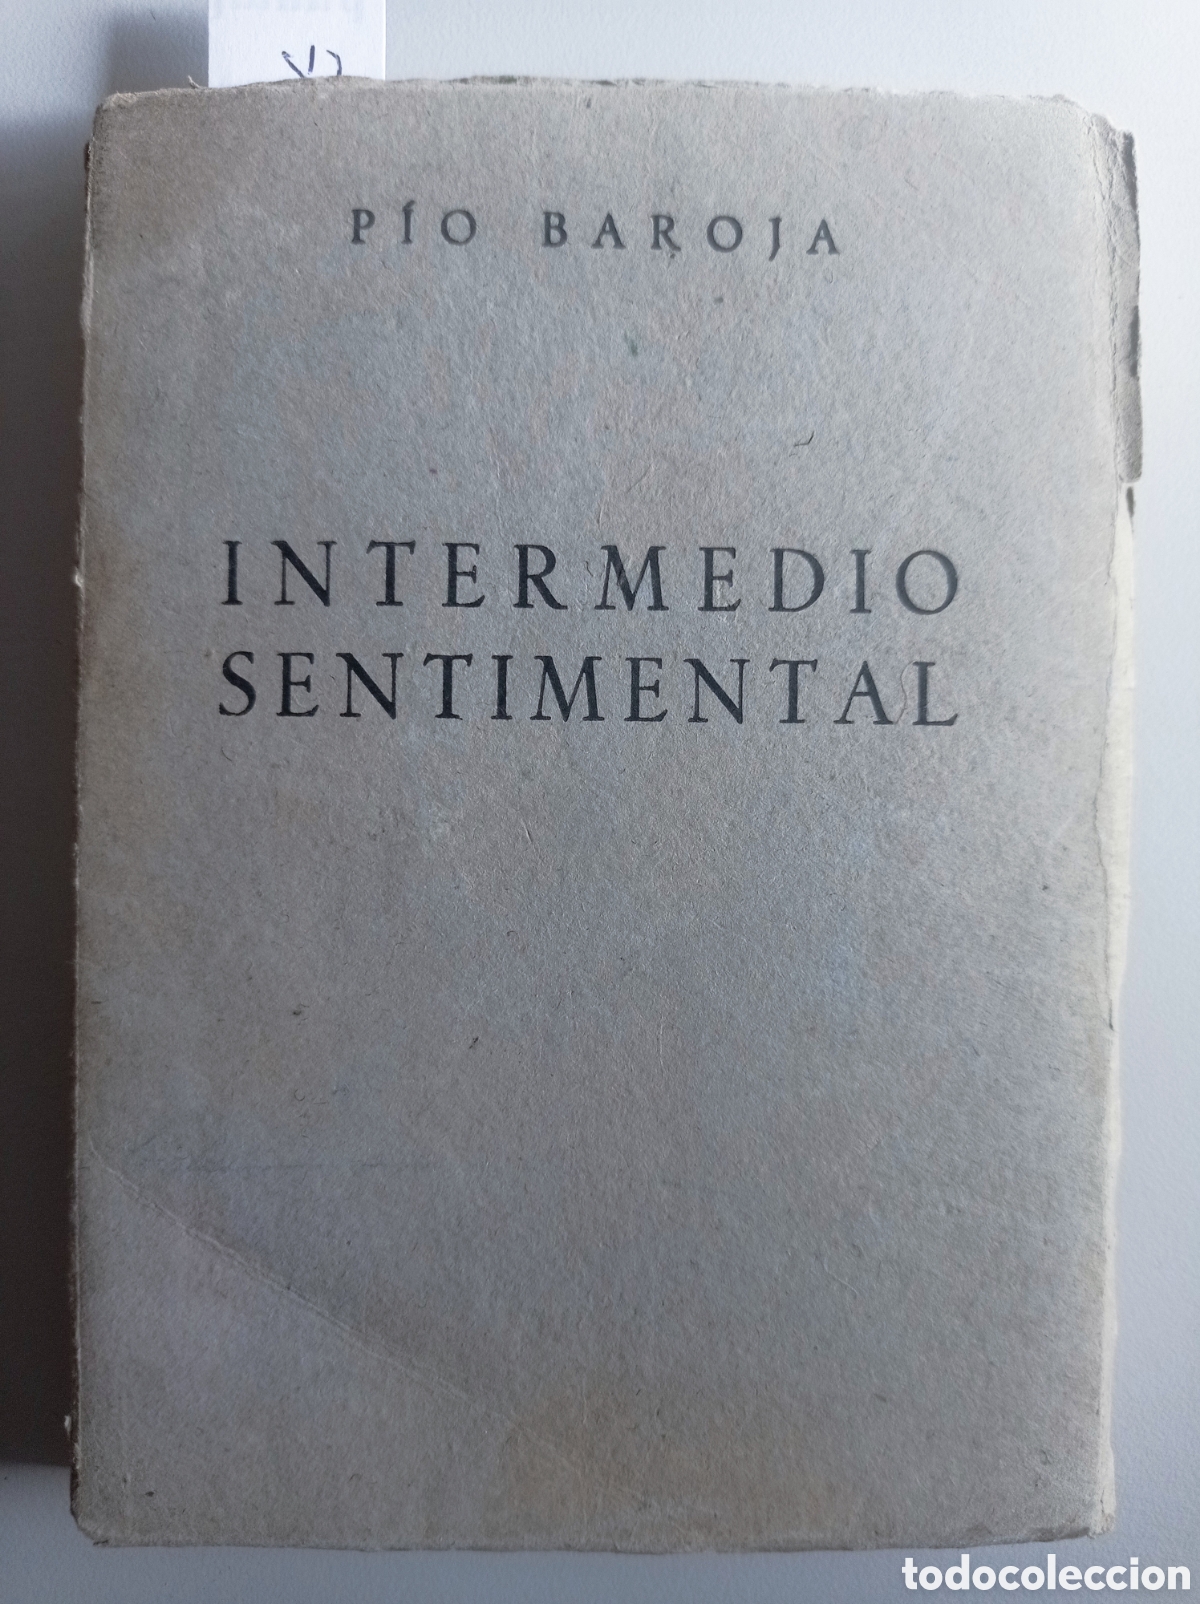 PÍO BAROJA
INTERMEDIO
SENTIMENTAL
todocoleccion